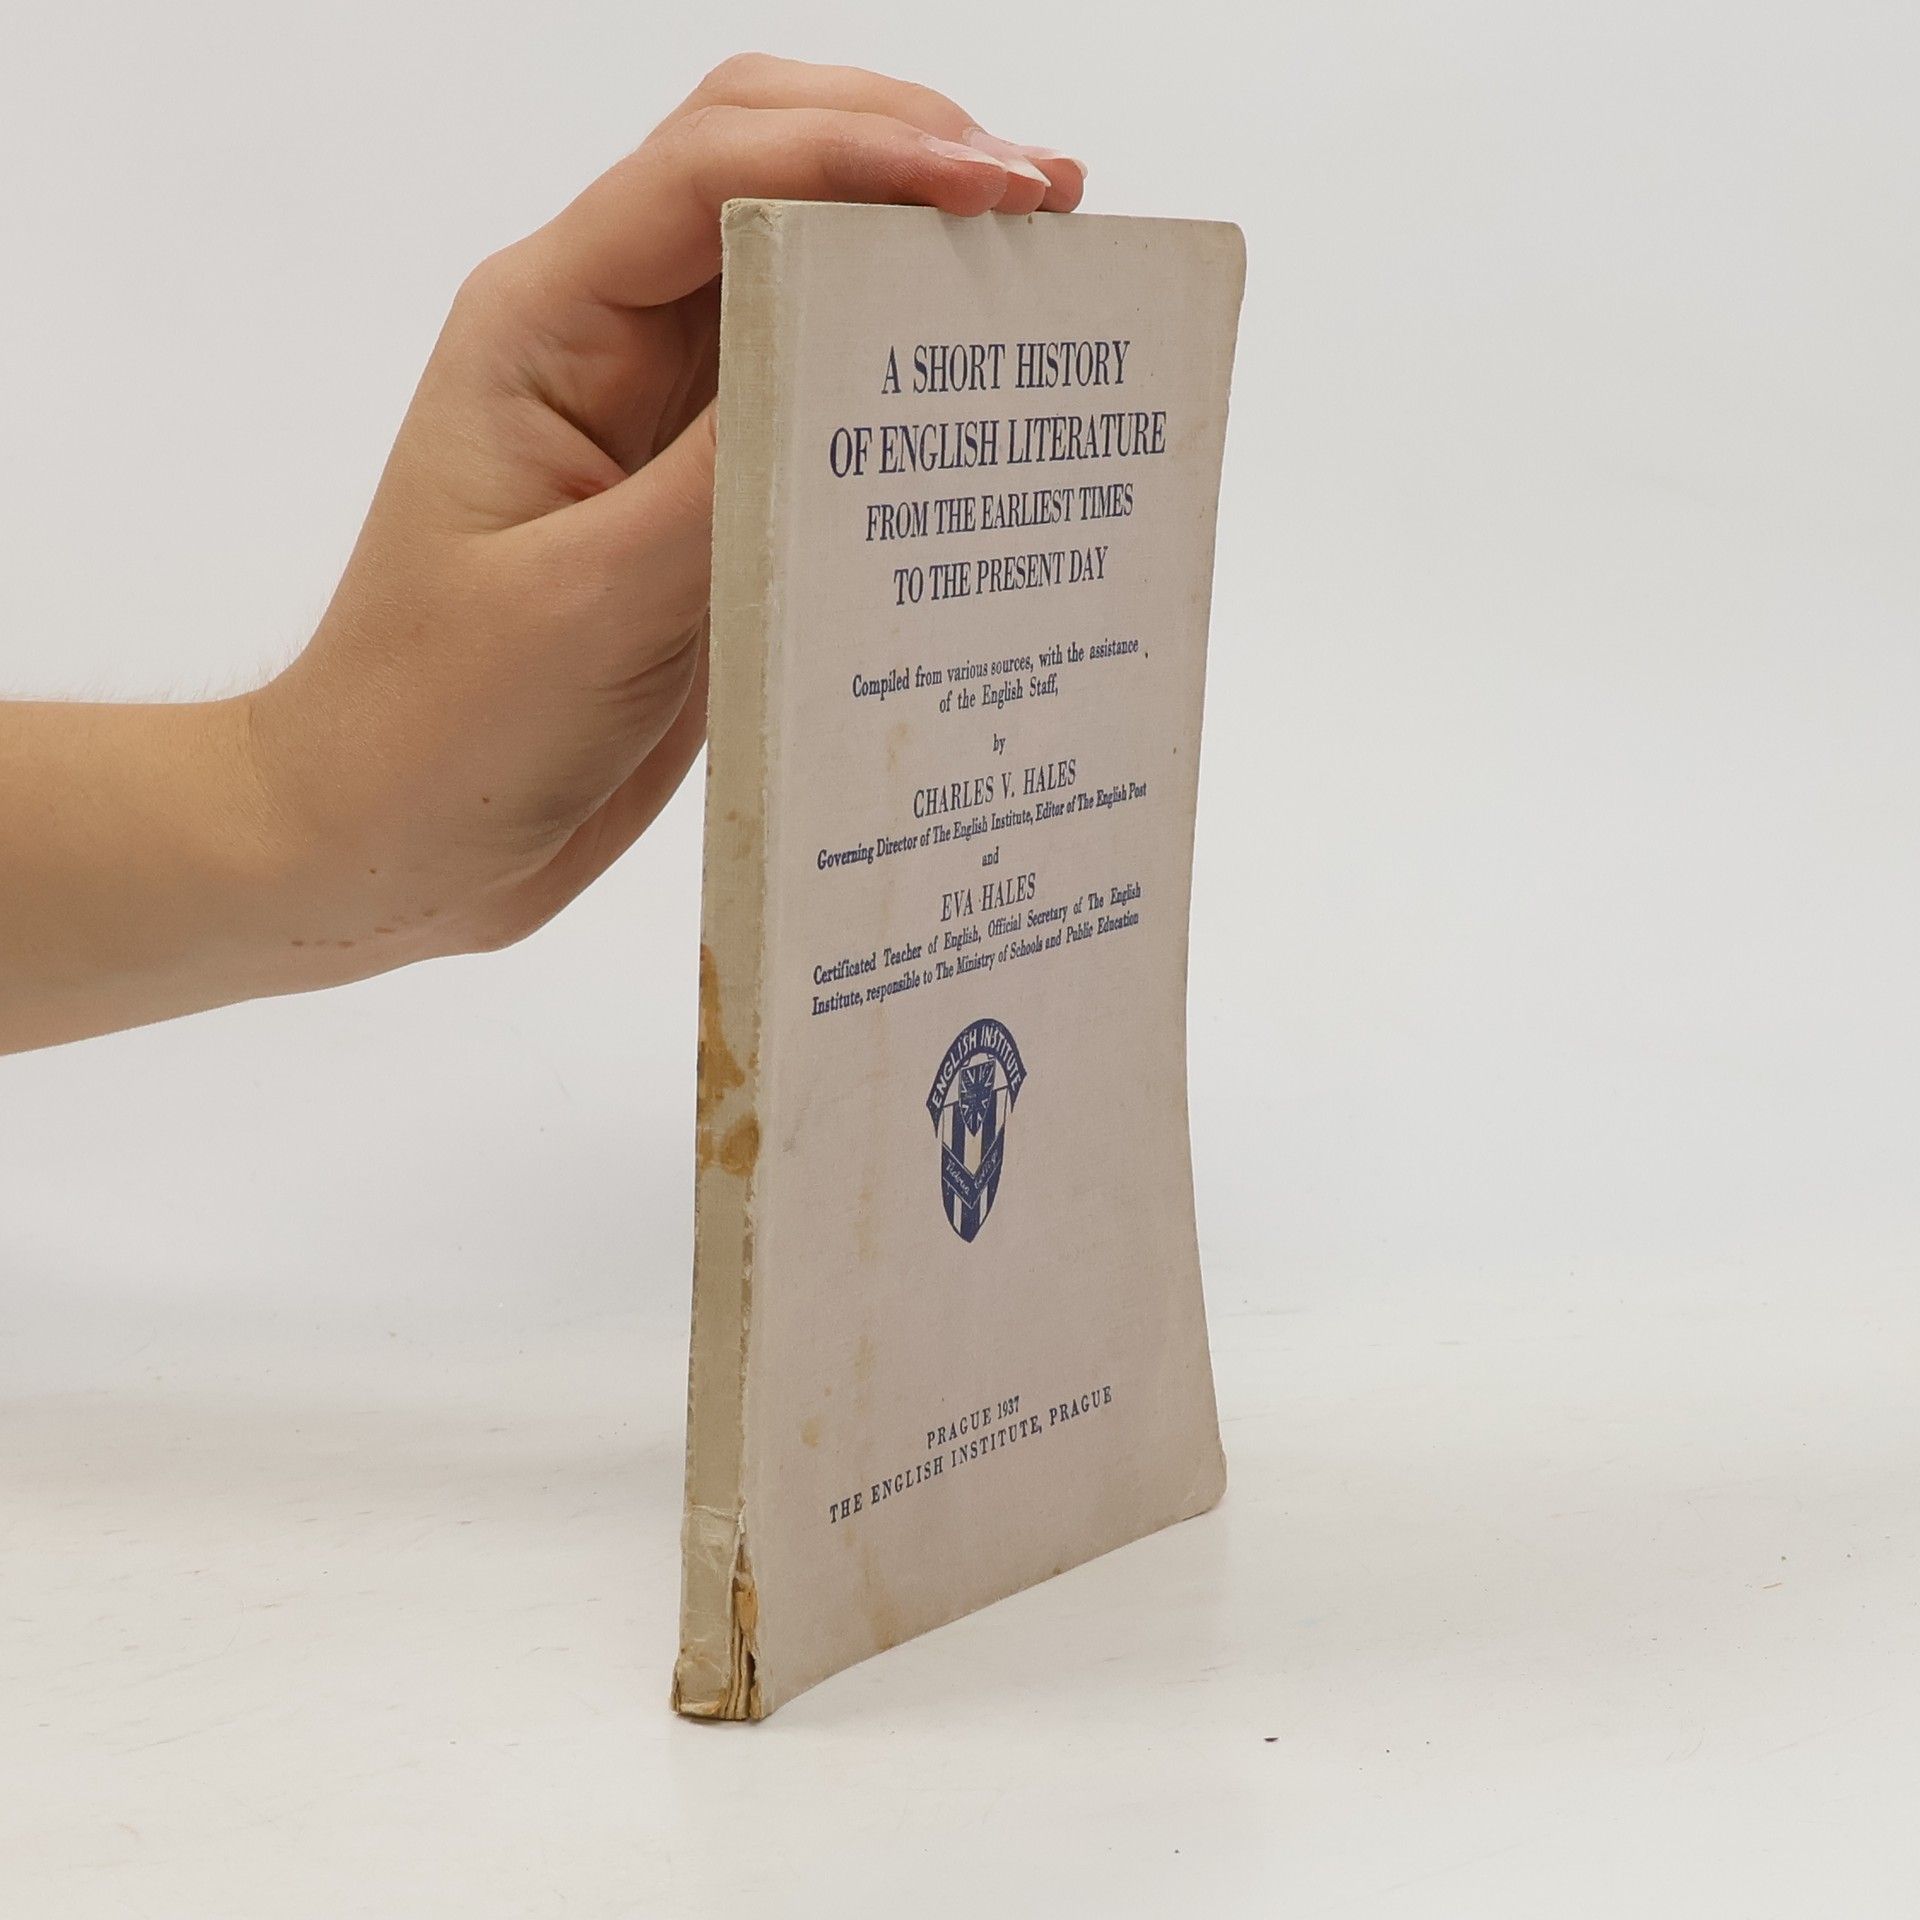 A SHORT HISTORY
OF ENGLISH LITERATURE
FROM THE EARLIEST TIMES
TO THE PRESENT DAY
Compiled from various sources, with the assistance
of the English Staff,
by
CHARLES V. HALES
Governing Director of The English Institute, Editor of The English Post
and
EVA HALES
Certificated Teacher of English, Official Secretary of The English
Institute, responsible to The Ministry of Schools and Public Education
ENGLISH INSTITUTE
PRAGUE 1937
THE ENGLISH INSTITUTE, PRAGUE